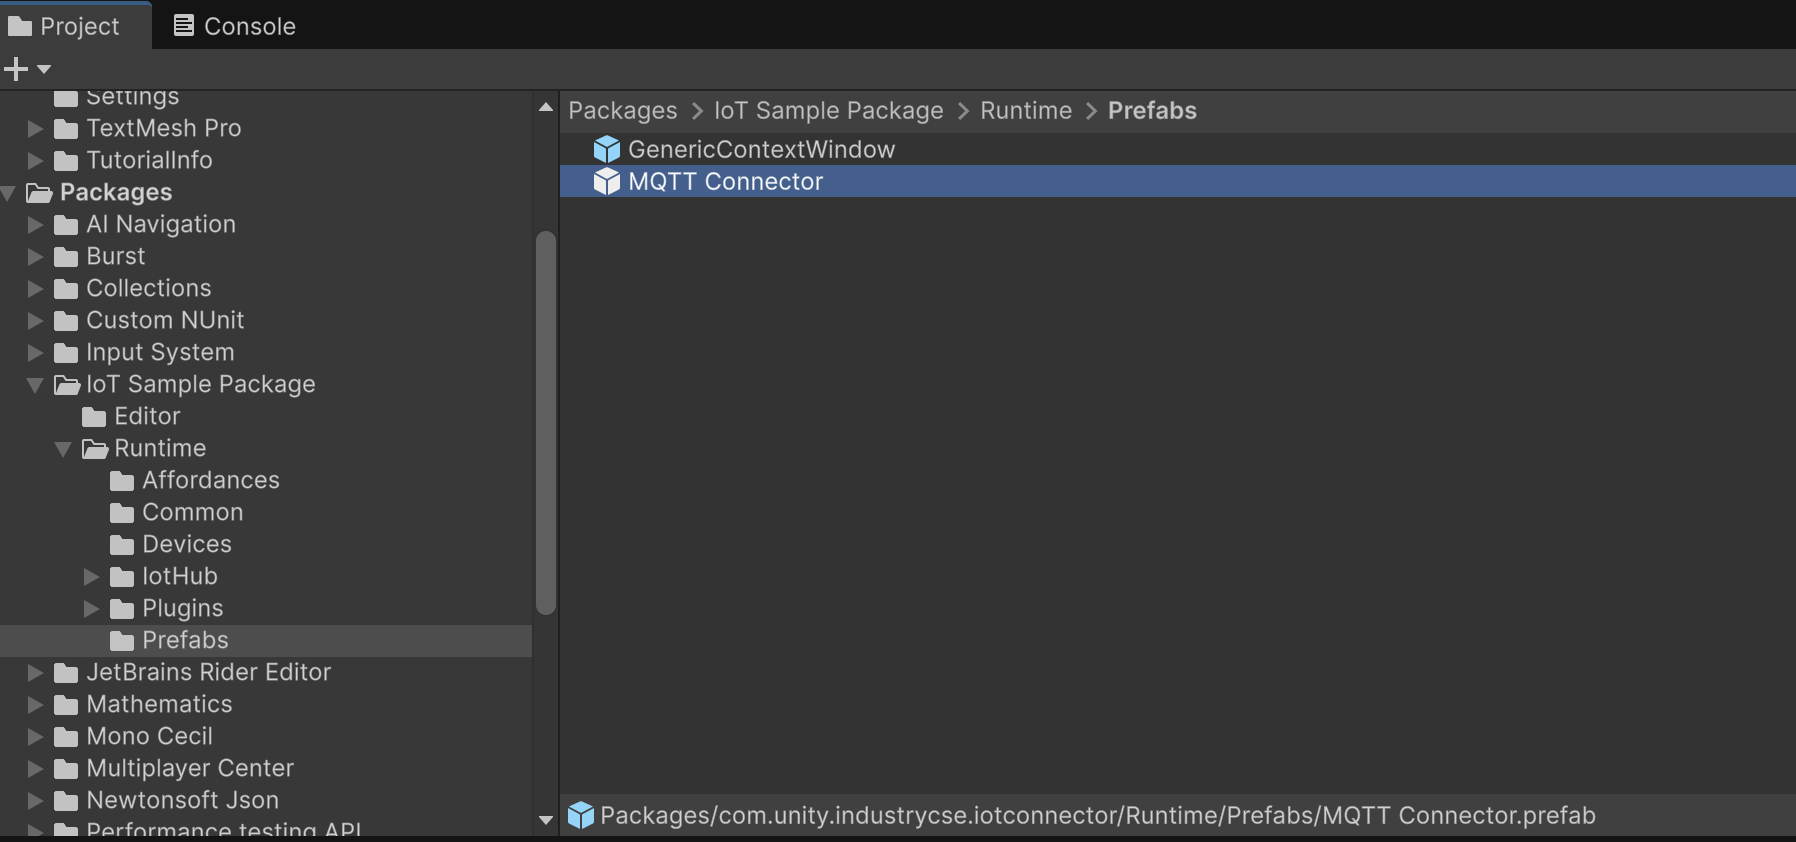 Project
Console
Settings
TextMesh Pro
TutorialInfo
Packages
AI Navigation
Burst
Collections
Custom NUnit
Input System
IoT Sample Package
Editor
Runtime
Affordances
Common
Devices
IotHub
Plugins
Prefabs
JetBrains Rider Editor
Mathematics
Mono Cecil
Multiplayer Center
Newtonsoft Json
Performance testing API
Packages > IoT Sample Package > Runtime > Prefabs
GenericContextWindow
MQTT Connector
Packages/com.unity.industrycse.iotconnector/Runtime/Prefabs/MQTT Connector.prefab